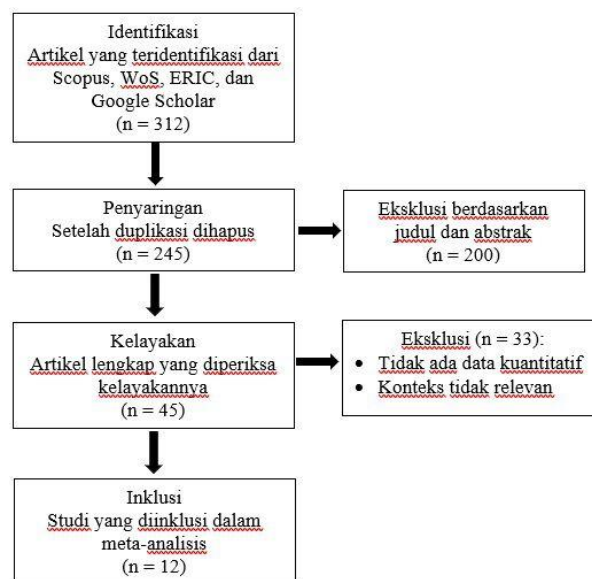 Identifikasi
Artikel yang teridentifikasi dari
Scopus, WoS, ERIC, dan
Google Scholar
(n = 312)
Penyaringan
Setelah duplikasi dihapus
(n = 245)
Eksklusi berdasarkan
judul dan abstrak
(n = 200)
Kelayakan
Artikel lengkap yang diperiksa
kelayakannya
(n = 45)
Eksklusi (n = 33):
• Tidak ada data kuantitatif
• Konteks tidak relevan
Inklusi
Studi yang diinklusi dalam
meta-analisis
(n = 12)